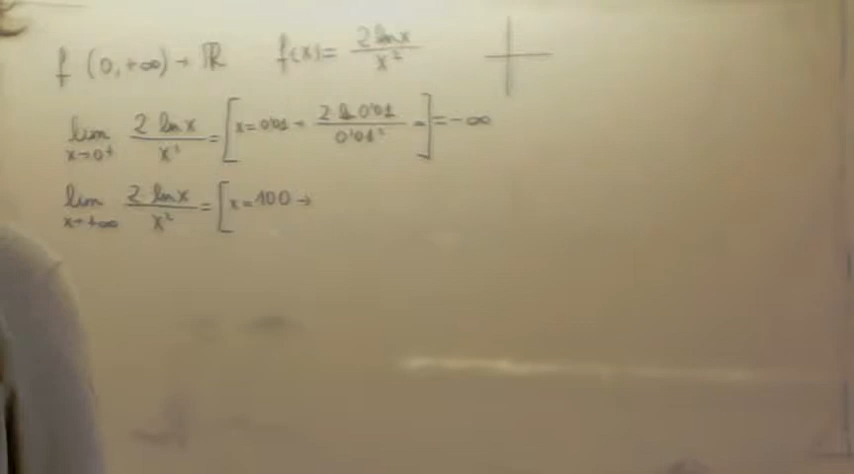 f (0,+∞) → ℝ f(x)= 2 ln x / x²
lim x→0⁺ 2 ln x / x² = [x=0'01 → 2 ln 0'01 / 0'01² = ] = -∞
lim x→+∞ 2 ln x / x² = [x=100 →